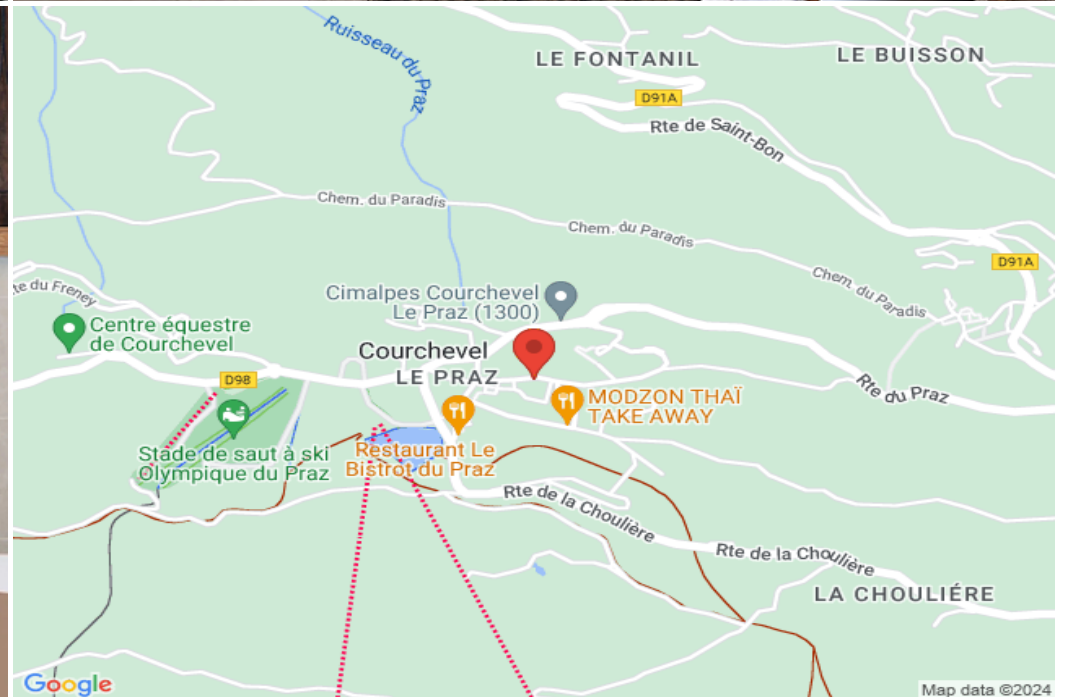 Ruisseau du Praz
LE FONTANIL
LE BUISSON
D91A
Rte de Saint-Bon
Chem. du Paradis
Chem. du Paradis
D91A
Chem. du Paradis
te du Freney
Cimalpes Courchevel
Le Praz (1300)
Centre équestre
de Courchevel
Courchevel
LE PRAZ
D98
MODZON THAÏ
TAKE AWAY
Rte du Praz
Stade de saut à ski
Olympique du Praz
Restaurant Le
Bistrot du Praz
Rte de la Choulière
Rte de la Choulière
LA CHOULIÉRE
Google
Map data ©2024